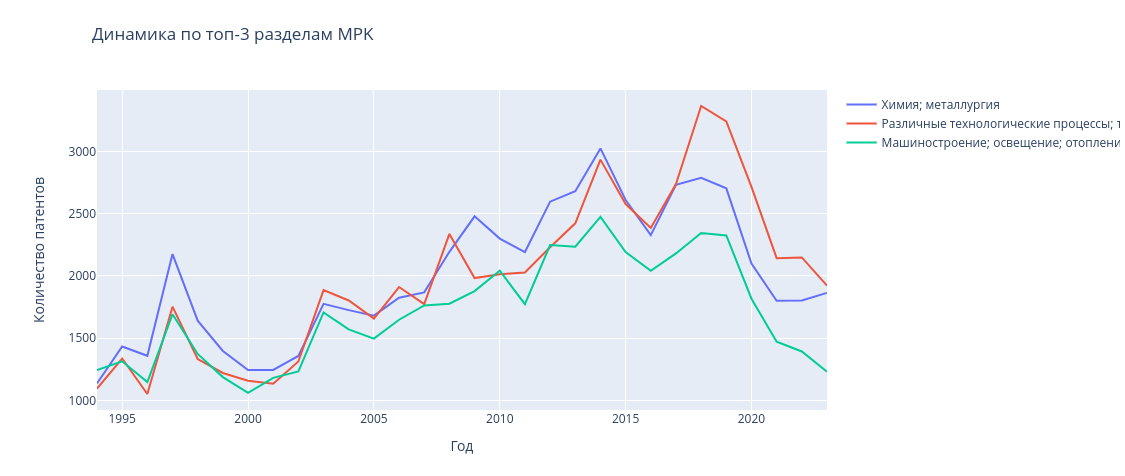 Динамика по топ-3 разделам МРК
Химия; металлургия
Различные технологические процессы; т
Машиностроение; освещение; отоплени
Количество патентов
3000
2500
2000
1500
1000
1995
2000
2005
2010
2015
2020
Год